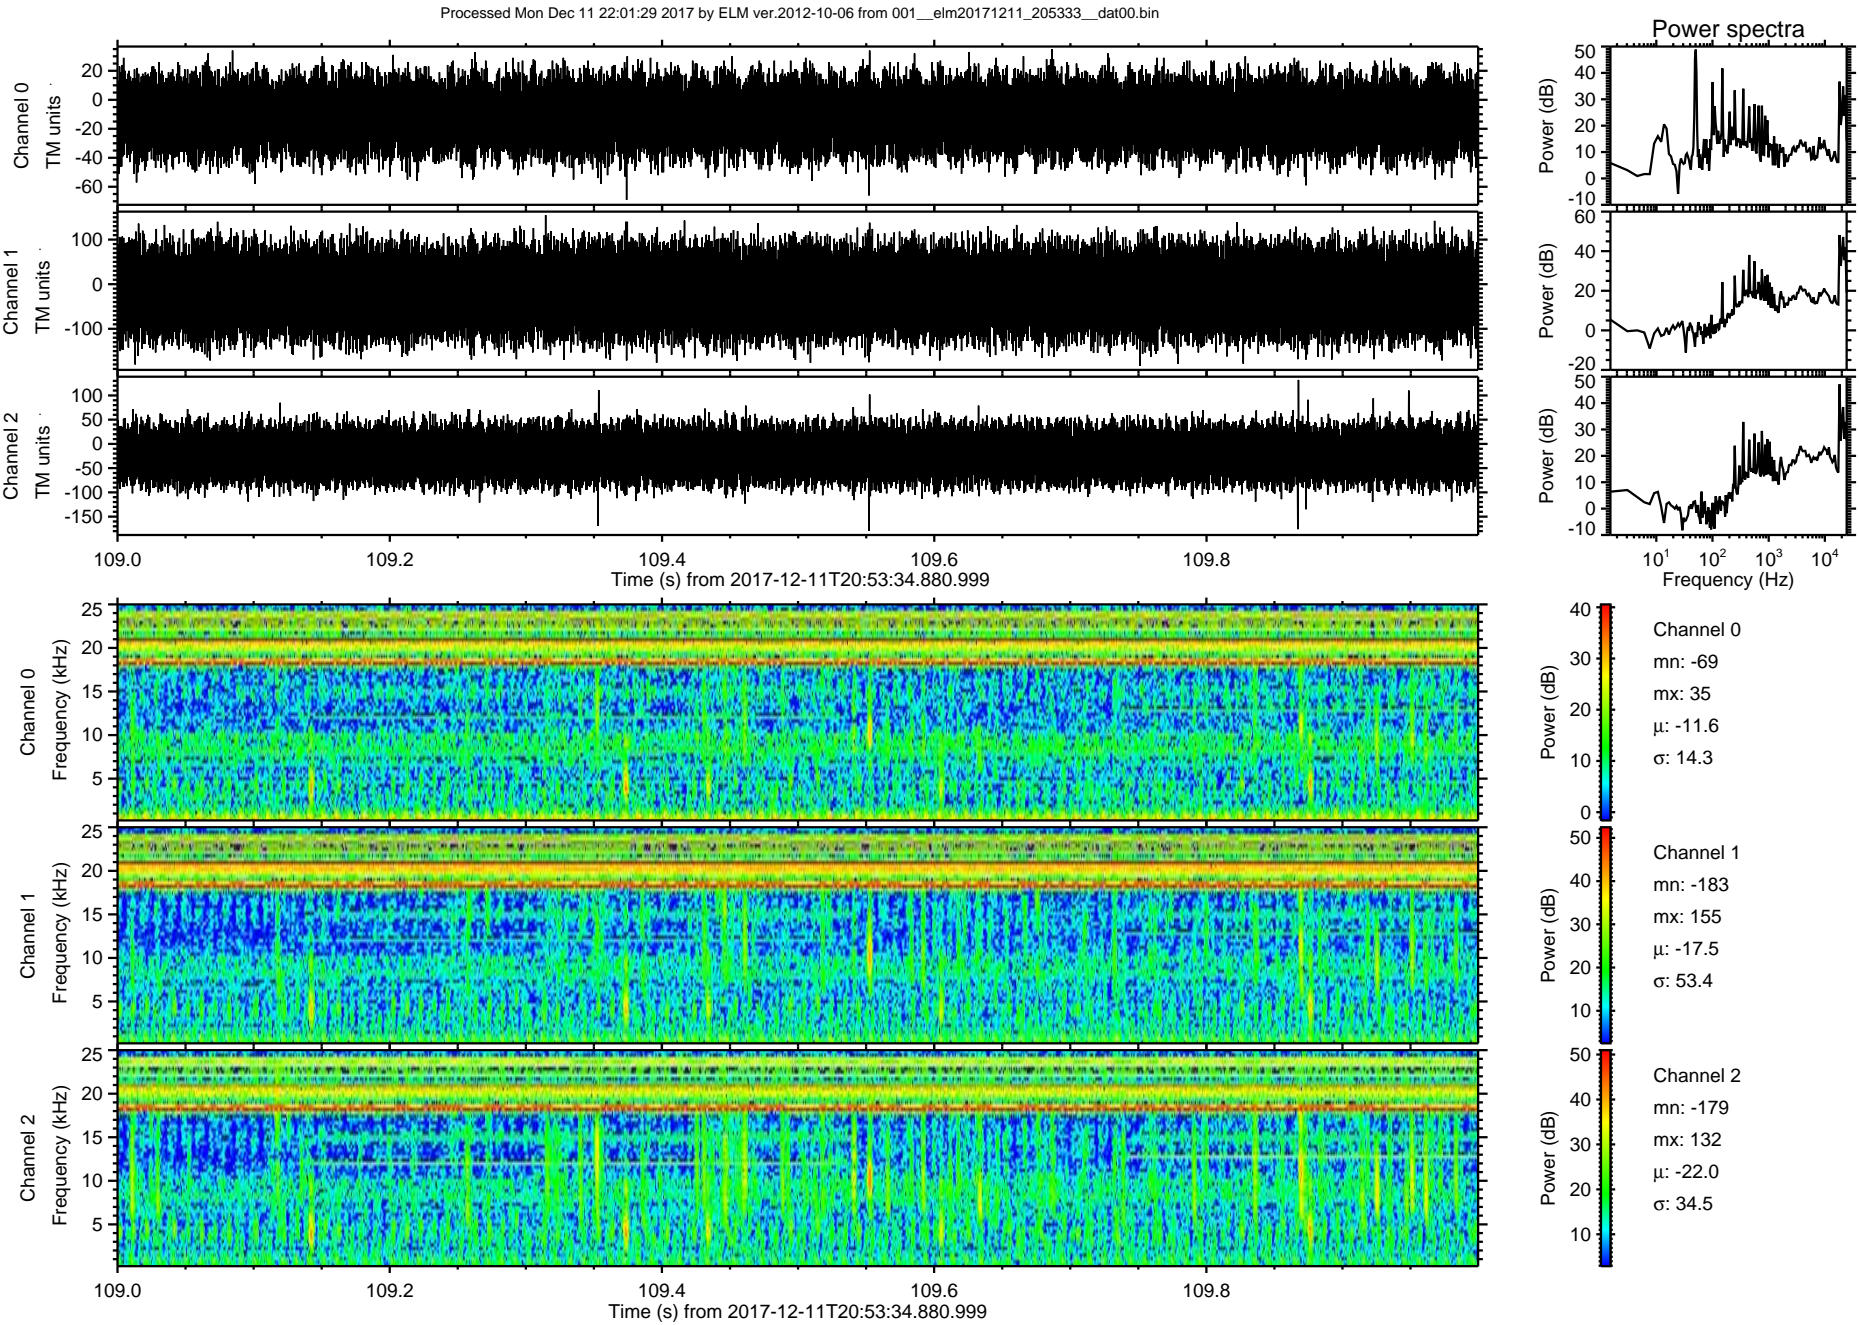 Processed Mon Dec 11 22:01:29 2017 by ELM ver.2012-10-06 from 001__elm20171211_205333__dat00.bin
Power spectra
Channel 0
TM units
20
0
-20
-40
-60
Power (dB)
50
40
30
20
10
0
-10
Channel 1
TM units
100
0
-100
Power (dB)
60
40
20
0
-20
Channel 2
TM units
100
50
0
-50
-100
-150
Power (dB)
50
40
30
20
10
0
-10
109.0
109.2
109.4
109.6
109.8
Time (s) from 2017-12-11T20:53:34.880.999
10^1
10^2
10^3
10^4
Frequency (Hz)
Channel 0
Frequency (kHz)
25
20
15
10
5
Power (dB)
40
30
20
10
0
Channel 0
mn: -69
mx: 35
μ: -11.6
σ: 14.3
Channel 1
Frequency (kHz)
25
20
15
10
5
Power (dB)
50
40
30
20
10
Channel 1
mn: -183
mx: 155
μ: -17.5
σ: 53.4
Channel 2
Frequency (kHz)
25
20
15
10
5
Power (dB)
50
40
30
20
10
Channel 2
mn: -179
mx: 132
μ: -22.0
σ: 34.5
109.0
109.2
109.4
109.6
109.8
Time (s) from 2017-12-11T20:53:34.880.999